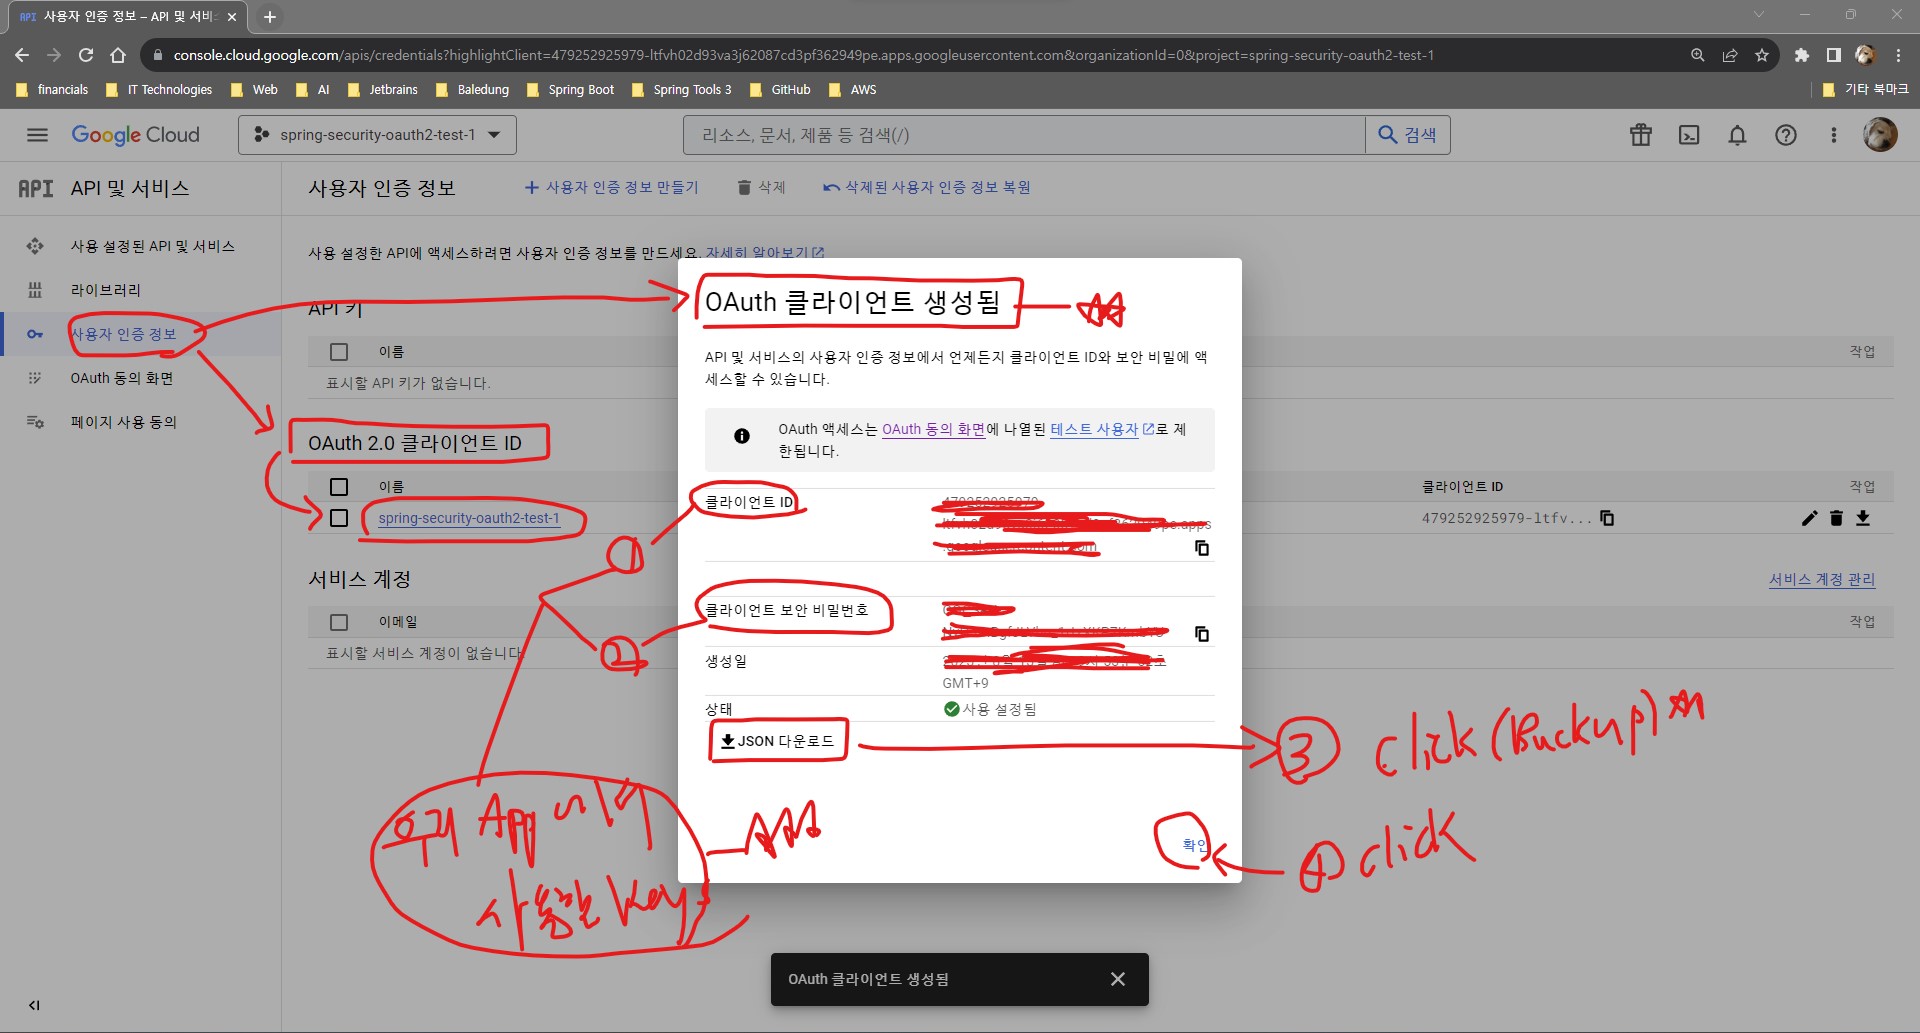 API 사용자 인증 정보 – API 및 서비스
console.cloud.google.com/apis/credentials?highlightClient=479252925979-ltfvh02d93va3j62087cd3pf362949pe.apps.googleusercontent.com&organizationId=0&project=spring-security-oauth2-test-1
financials IT Technologies Web AI Jetbrains Baledung Spring Boot Spring Tools 3 GitHub AWS 기타 북마크
Google Cloud spring-security-oauth2-test-1 리소스, 문서, 제품 등 검색(/) 검색
API API 및 서비스
사용 설정된 API 및 서비스
라이브러리
사용자 인증 정보
OAuth 동의 화면
페이지 사용 동의
사용자 인증 정보 + 사용자 인증 정보 만들기 삭제 삭제된 사용자 인증 정보 복원
사용 설정한 API에 액세스하려면 사용자 인증 정보를 만드세요. 자세히 알아보기
API 키
이름 작업
표시할 API 키가 없습니다.
OAuth 2.0 클라이언트 ID
이름 클라이언트 ID 작업
spring-security-oauth2-test-1 479252925979-ltfv...
서비스 계정 서비스 계정 관리
이메일 작업
표시할 서비스 계정이 없습니다.
OAuth 클라이언트 생성됨
API 및 서비스의 사용자 인증 정보에서 언제든지 클라이언트 ID와 보안 비밀에 액
세스할 수 있습니다.
OAuth 액세스는 OAuth 동의 화면에 나열된 테스트 사용자로 제
한됩니다.
클라이언트 ID
클라이언트 보안 비밀번호
생성일
GMT+9
상태 사용 설정됨
JSON 다운로드
확인
①
②
③ click (Backup)
④ click
우리 App 에서
사용할 Key
OAuth 클라이언트 생성됨